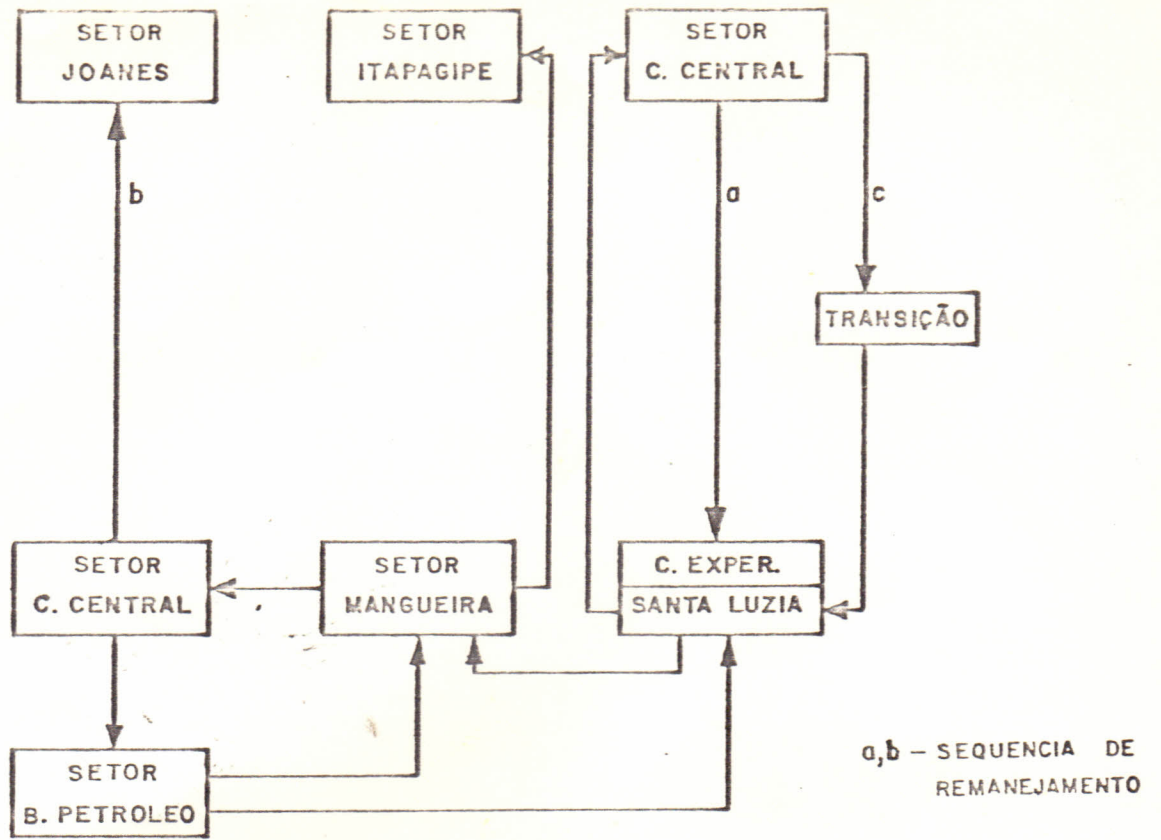 SETOR
JOANES
SETOR
ITAPAGIPE
SETOR
C. CENTRAL
b
a
c
TRANSIÇÃO
SETOR
C. CENTRAL
SETOR
MANGUEIRA
C. EXPER.
SANTA LUZIA
SETOR
B. PETROLEO
a,b – SEQUENCIA DE
REMANEJAMENTO